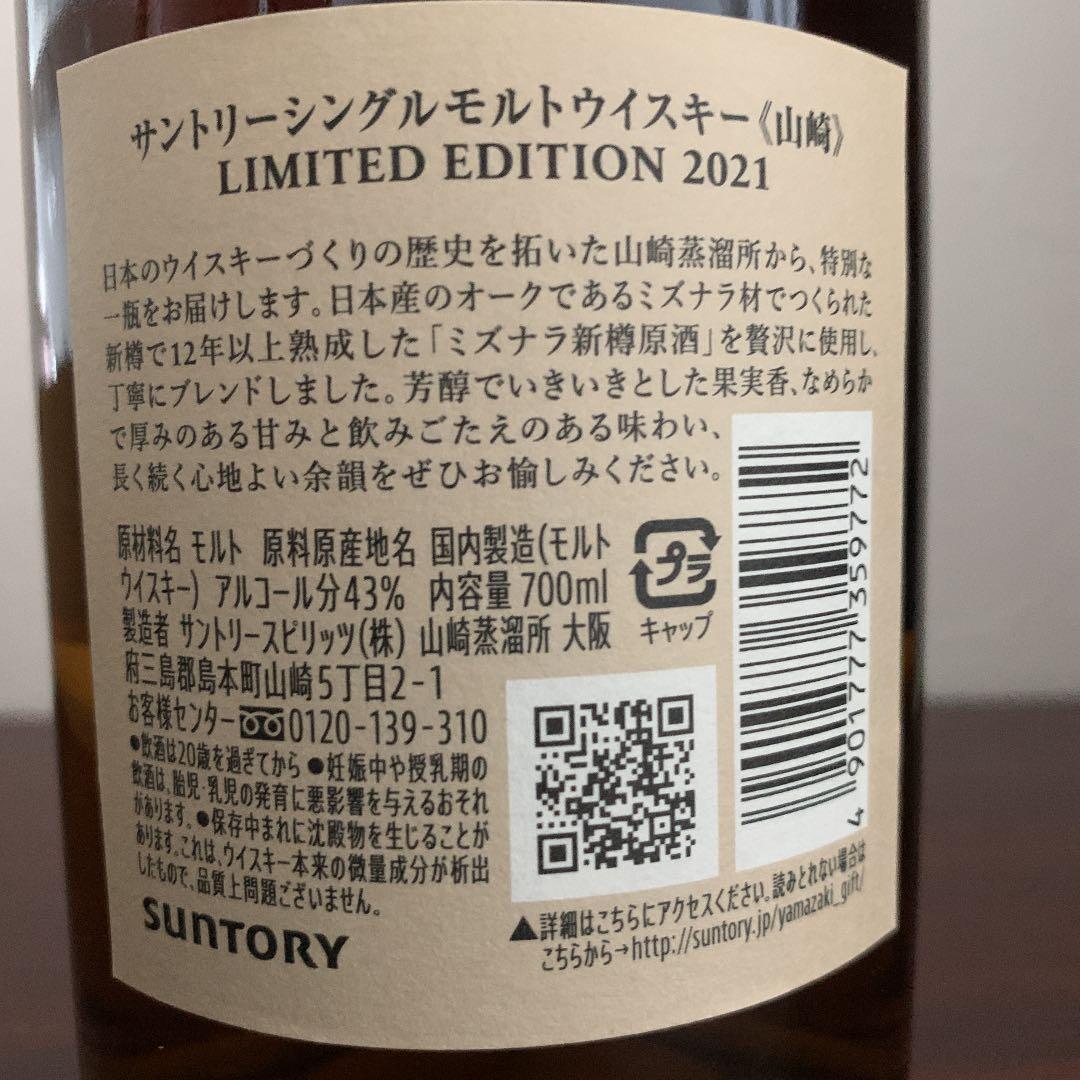 サントリーシングルモルトウイスキー《山崎》
LIMITED EDITION 2021
日本のウイスキーづくりの歴史を拓いた山崎蒸溜所から、特別な
一瓶をお届けします。日本産のオークであるミズナラ材でつくられた
新樽で12年以上熟成した「ミズナラ新樽原酒」を贅沢に使用し、
丁寧にブレンドしました。芳醇でいきいきとした果実香、なめらか
で厚みのある甘みと飲みごたえのある味わい、
長く続く心地よい余韻をぜひお愉しみください。
原材料名 モルト 原料原産地名 国内製造(モルト
ウイスキー) アルコール分43% 内容量 700ml
製造者 サントリースピリッツ(株) 山崎蒸溜所 大阪
府三島郡島本町山崎5丁目2-1
お客様センター 0120-139-310
●飲酒は20歳を過ぎてから ●妊娠中や授乳期の
飲酒は、胎児・乳児の発育に悪影響を与えるおそれ
があります。●保存中まれに沈殿物を生じることが
あります。これは、ウイスキー本来の微量成分が析出
したもので、品質上問題ございません。
SUNTORY
プラ
キャップ
4 901777 359772
▲詳細はこちらにアクセスください。読みとれない場合は
こちらから→http://suntory.jp/yamazaki_gift/